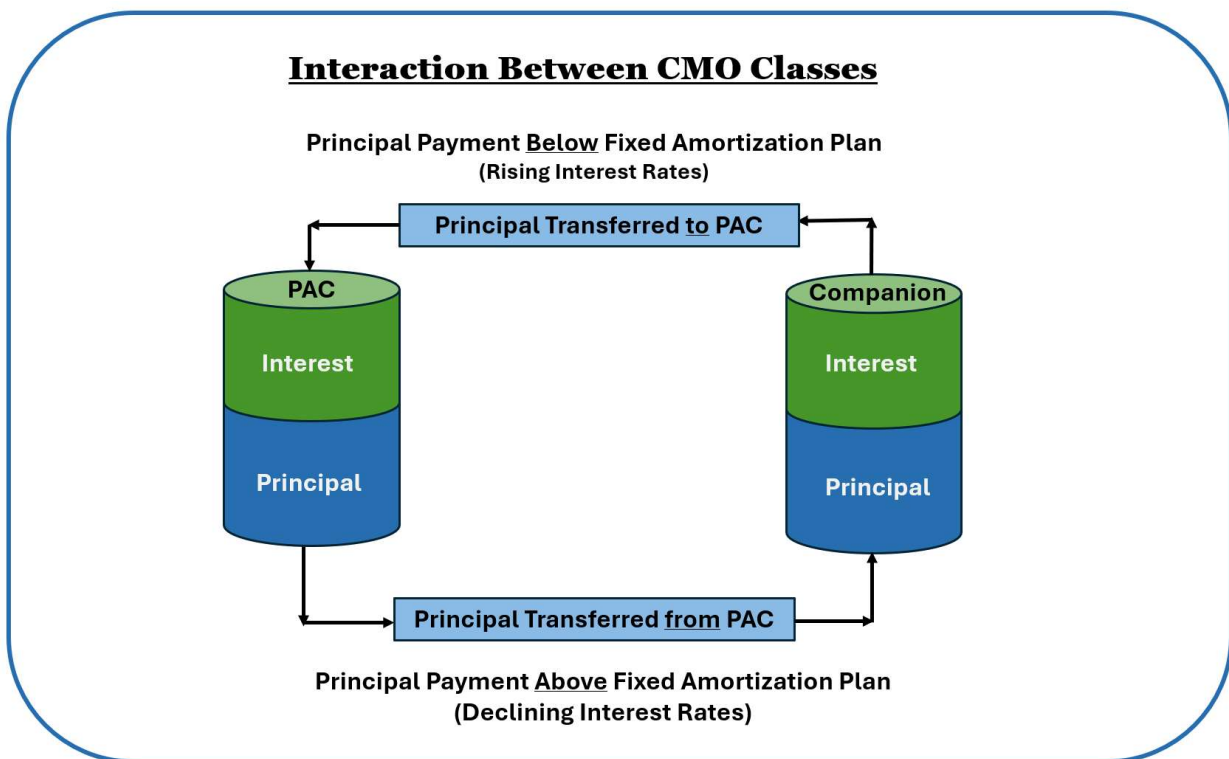 Interaction Between CMO Classes
Principal Payment Below Fixed Amortization Plan
(Rising Interest Rates)
Principal Transferred to PAC
PAC
Companion
Interest
Interest
Principal
Principal
Principal Transferred from PAC
Principal Payment Above Fixed Amortization Plan
(Declining Interest Rates)